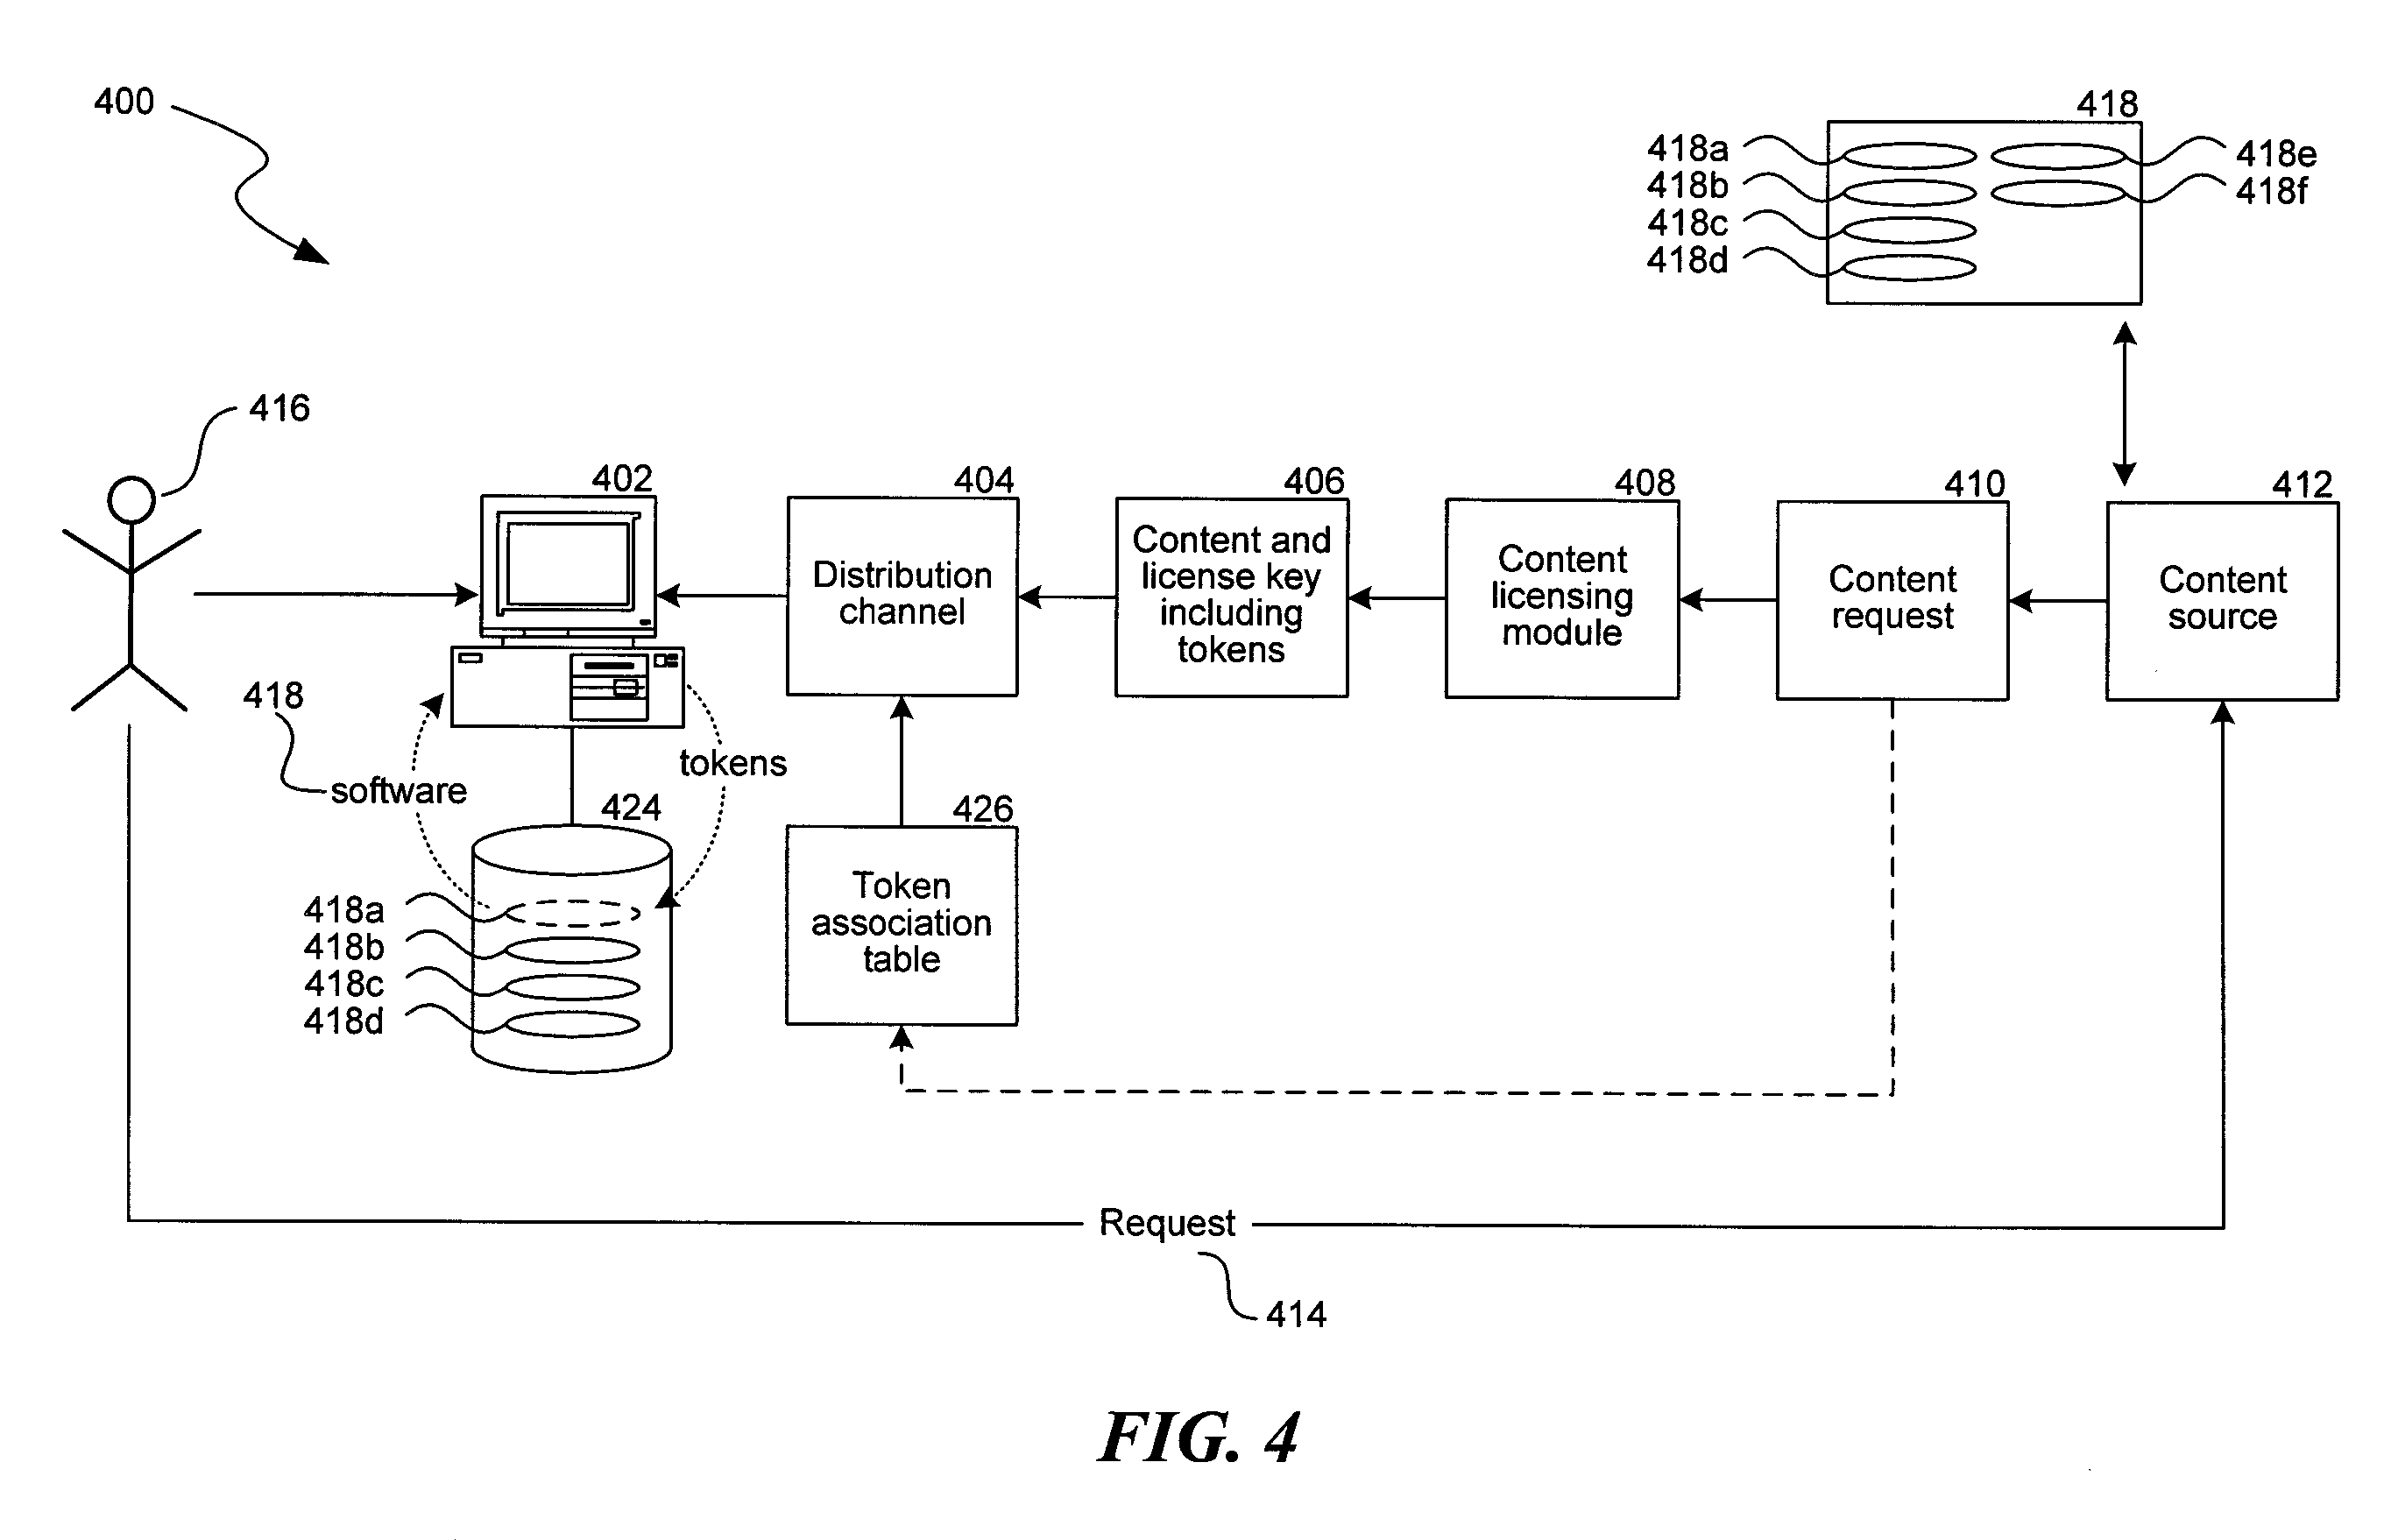 400
418
418a
418b
418c
418d
418e
418f
416
402
404
406
408
410
412
Distribution
channel
Content and
license key
including
tokens
Content
licensing
module
Content
request
Content
source
418
software
tokens
424
426
418a
418b
418c
418d
Token
association
table
Request
414
FIG. 4